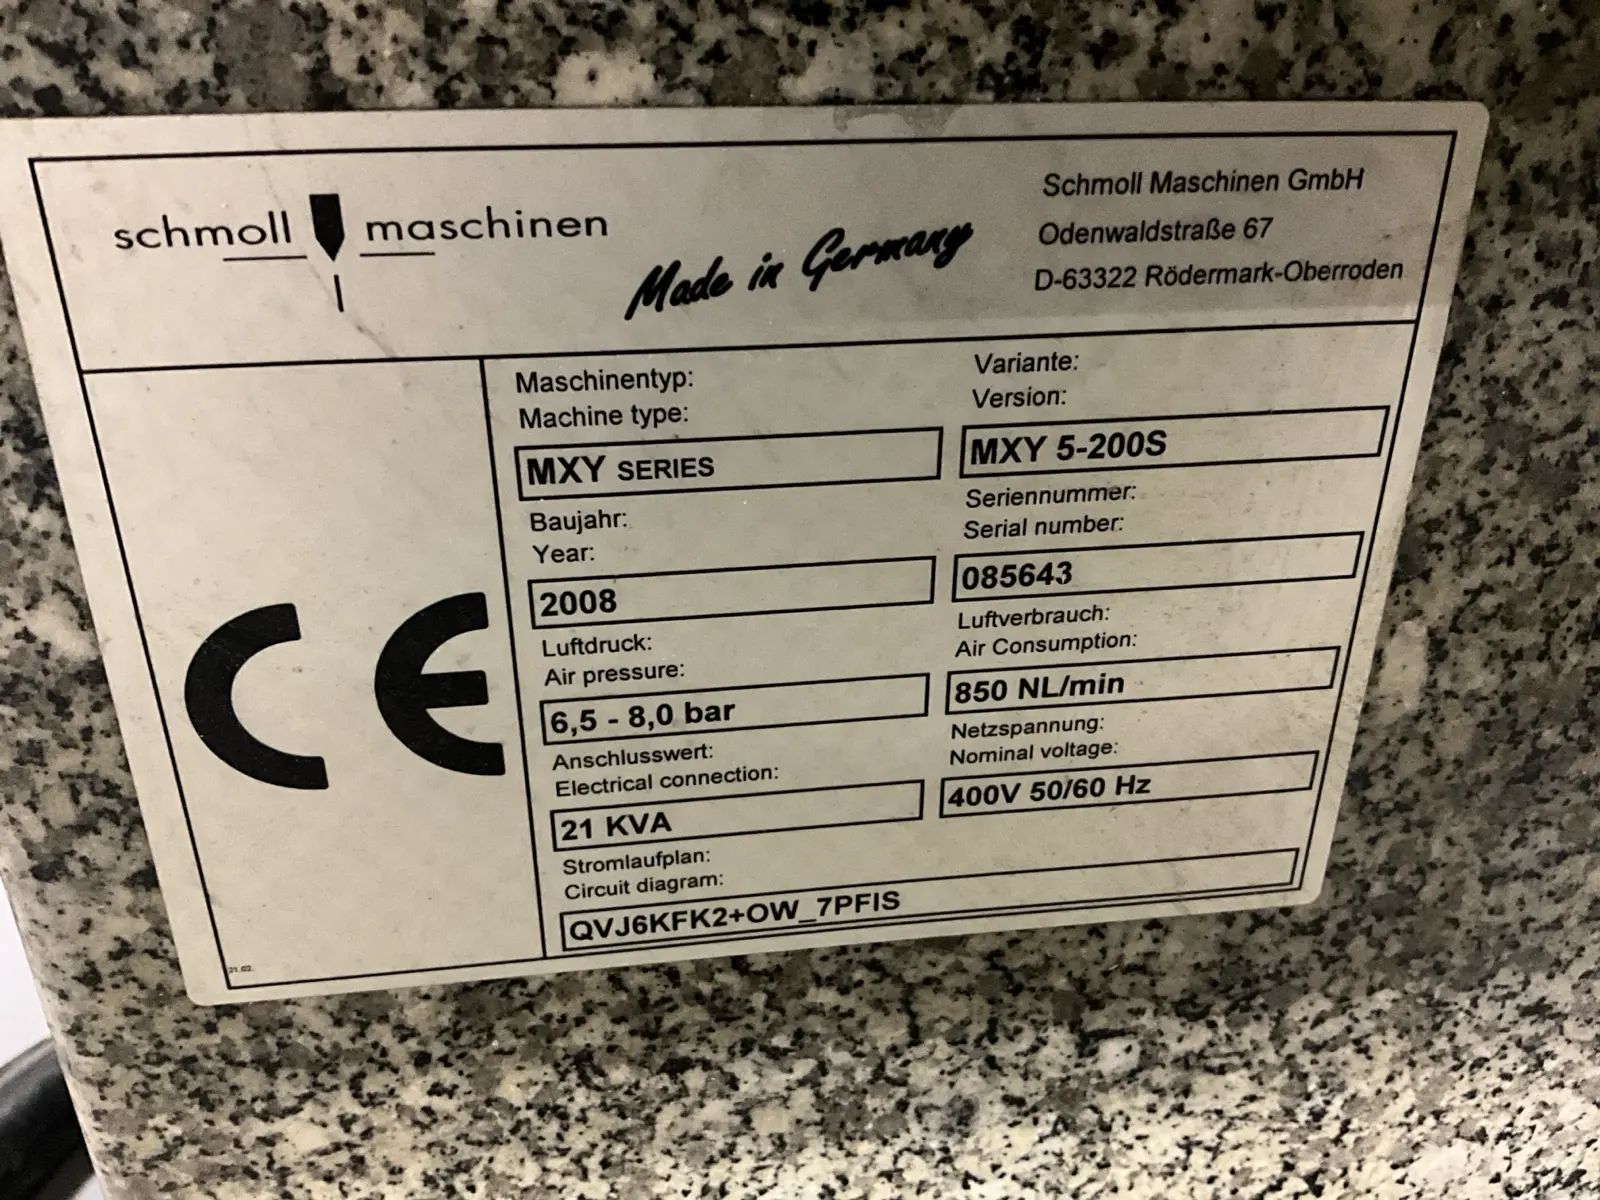 schmoll maschinen
Made in Germany
Schmoll Maschinen GmbH
Odenwaldstraße 67
D-63322 Rödermark-Oberroden
Maschinentyp:
Machine type:
MXY SERIES
Variante:
Version:
MXY 5-200S
Baujahr:
Year:
2008
Seriennummer:
Serial number:
085643
Luftdruck:
Air pressure:
6,5 - 8,0 bar
Luftverbrauch:
Air Consumption:
850 NL/min
Anschlusswert:
Electrical connection:
21 KVA
Netzspannung:
Nominal voltage:
400V 50/60 Hz
Stromlaufplan:
Circuit diagram:
QVJ6KFK2+OW_7PFIS
CE
21.02.